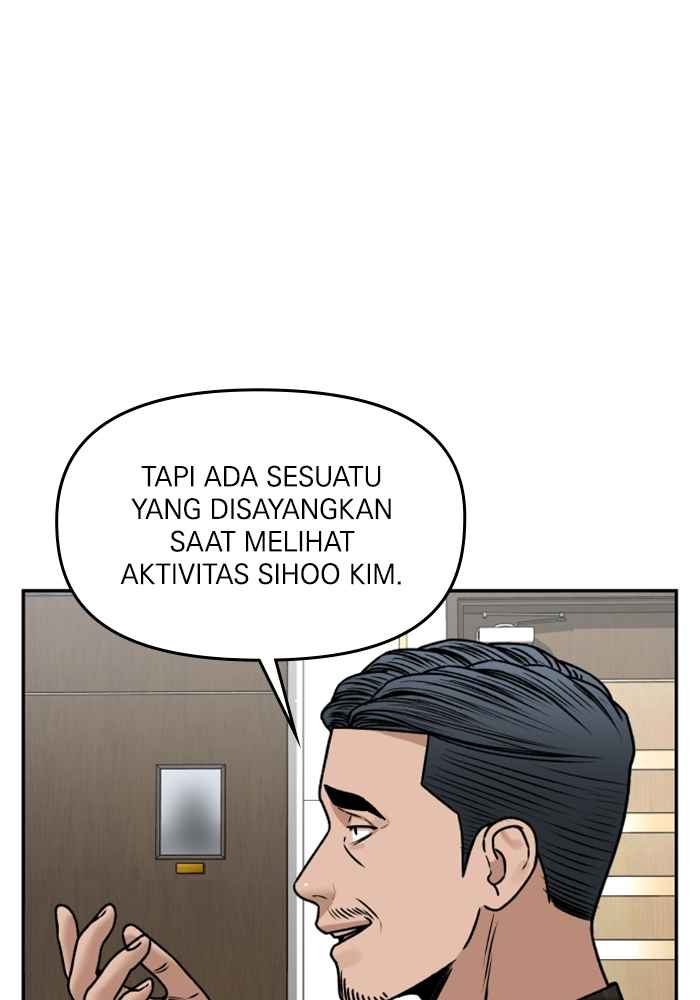 TAPI ADA SESUATU
YANG DISAYANGKAN
SAAT MELIHAT
AKTIVITAS SIHOO KIM.